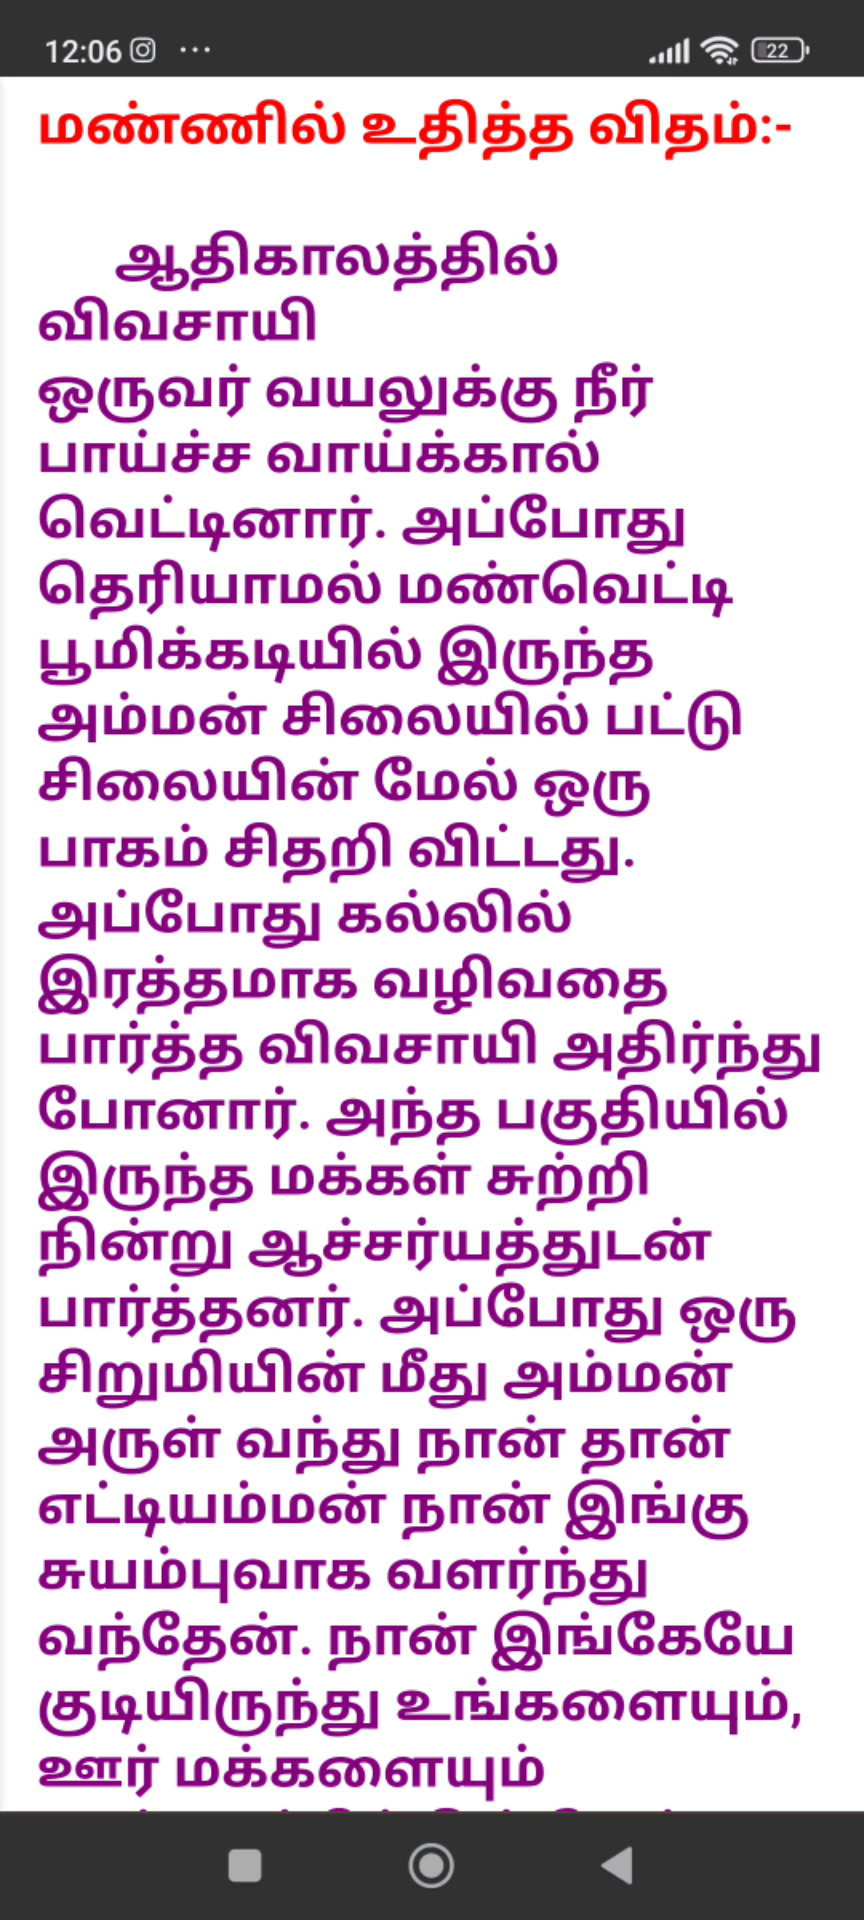 12:06 ...
22
மண்ணில் உதித்த விதம்:-
ஆதிகாலத்தில்
விவசாயி
ஒருவர் வயலுக்கு நீர்
பாய்ச்ச வாய்க்கால்
வெட்டினார். அப்போது
தெரியாமல் மண்வெட்டி
பூமிக்கடியில் இருந்த
அம்மன் சிலையில் பட்டு
சிலையின் மேல் ஒரு
பாகம் சிதறி விட்டது.
அப்போது கல்லில்
இரத்தமாக வழிவதை
பார்த்த விவசாயி அதிர்ந்து
போனார். அந்த பகுதியில்
இருந்த மக்கள் சுற்றி
நின்று ஆச்சர்யத்துடன்
பார்த்தனர். அப்போது ஒரு
சிறுமியின் மீது அம்மன்
அருள் வந்து நான் தான்
எட்டியம்மன் நான் இங்கு
சுயம்புவாக வளர்ந்து
வந்தேன். நான் இங்கேயே
குடியிருந்து உங்களையும்,
ஊர் மக்களையும்